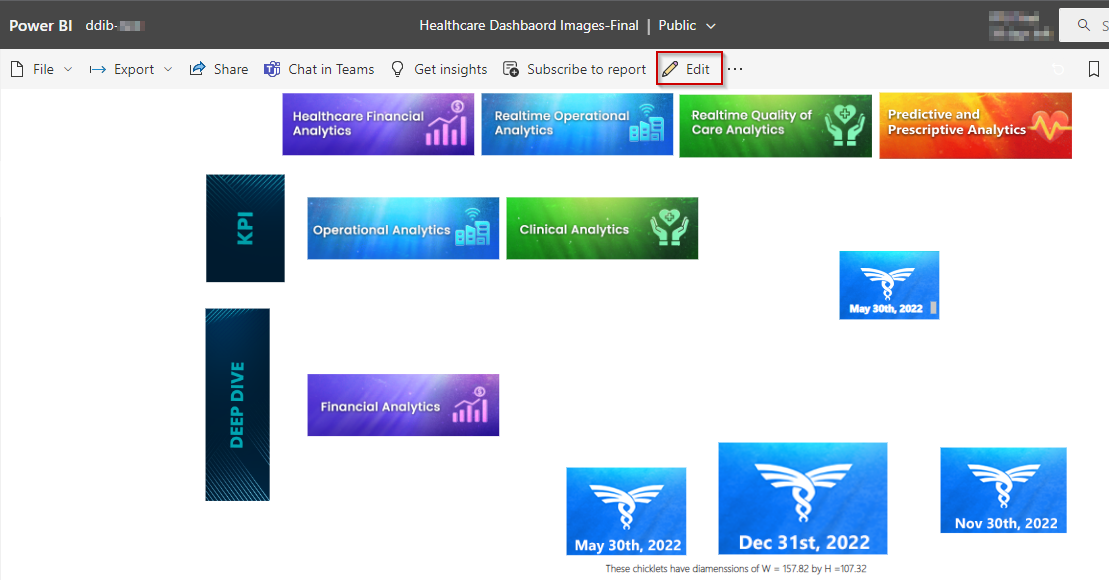 Power BI ddib-
Healthcare Dashbaord Images-Final | Public
S
File Export Share Chat in Teams Get insights Subscribe to report Edit ...
Healthcare Financial
Analytics
Realtime Operational
Analytics
Realtime Quality of
Care Analytics
Predictive and
Prescriptive Analytics
KPI
Operational Analytics
Clinical Analytics
May 30th, 2022
DEEP DIVE
Financial Analytics
May 30th, 2022
Dec 31st, 2022
Nov 30th, 2022
These chicklets have diamenssions of W = 157.82 by H =107.32